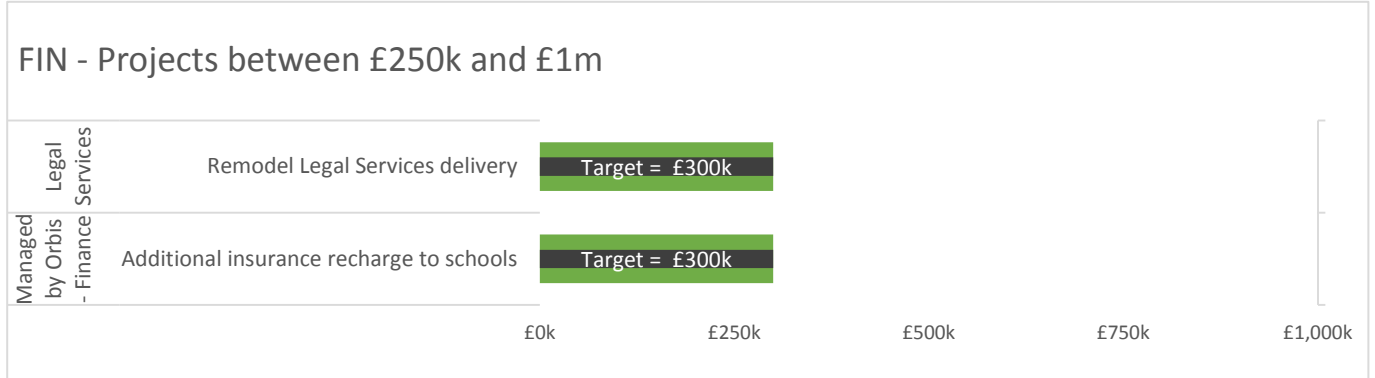 FIN - Projects between £250k and £1m
Legal
Services
Remodel Legal Services delivery
Target = £300k
Managed
by Orbis
- Finance
Additional insurance recharge to schools
Target = £300k
£0k £250k £500k £750k £1,000k